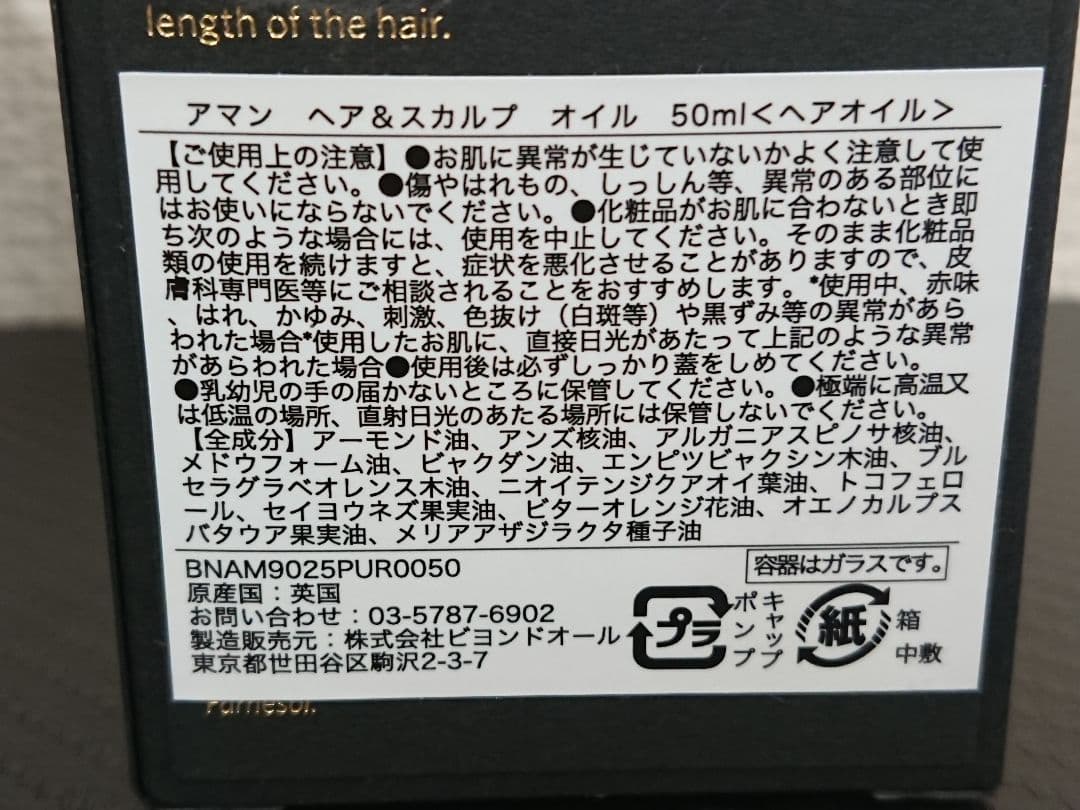 length of the hair.
アマン ヘア&スカルプ オイル 50ml<ヘアオイル>
【ご使用上の注意】●お肌に異常が生じていないかよく注意して使
用してください。●傷やはれもの、しっしん等、異常のある部位に
はお使いにならないでください。●化粧品がお肌に合わないとき即
ち次のような場合には、使用を中止してください。そのまま化粧品
類の使用を続けますと、症状を悪化させることがありますので、皮
膚科専門医等にご相談されることをおすすめします。*使用中、赤味
、はれ、かゆみ、刺激、色抜け（白斑等）や黒ずみ等の異常があら
われた場合*使用したお肌に、直接日光があたって上記のような異常
があらわれた場合●使用後は必ずしっかり蓋をしめてください。
●乳幼児の手の届かないところに保管してください。●極端に高温又
は低温の場所、直射日光のあたる場所には保管しないでください。
【全成分】アーモンド油、アンズ核油、アルガニアスピノサ核油、
メドウフォーム油、ビャクダン油、エンピツビャクシン木油、ブル
セラグラベオレンス木油、ニオイテンジクアオイ葉油、トコフェロ
ール、セイヨウネズ果実油、ビターオレンジ花油、オエノカルプス
バタウア果実油、メリアアザジラクタ種子油
BNAM9025PUR0050
容器はガラスです。
原産国：英国
お問い合わせ：03-5787-6902
製造販売元：株式会社ビヨンドオール
東京都世田谷区駒沢2-3-7
プラ
キャップ
ポンプ
紙
箱
中敷
Farnesol.